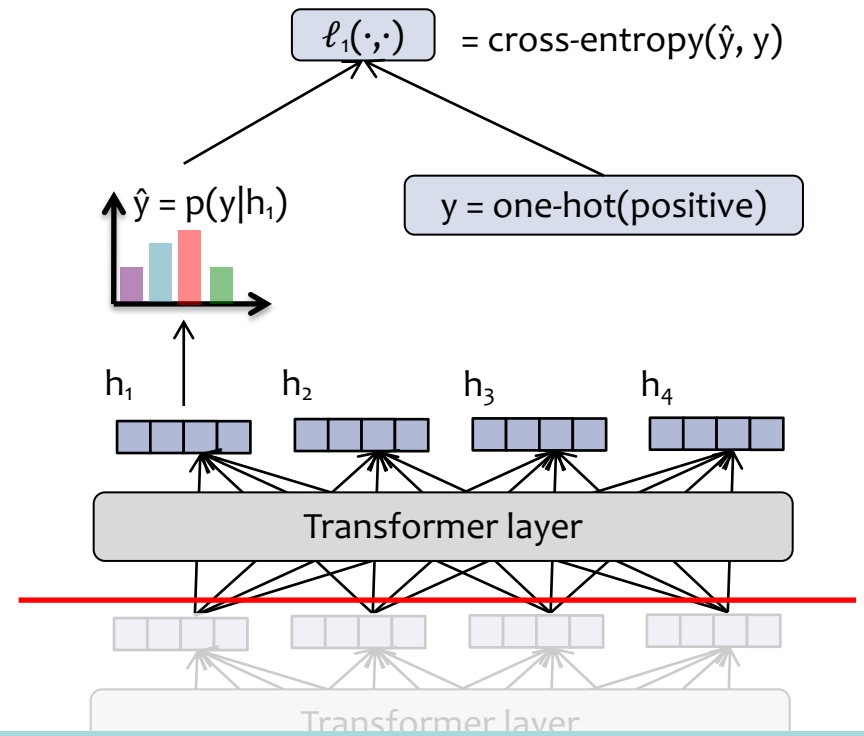 ℓ₁(·,·) = cross-entropy(ŷ, y)
ŷ = p(y|h₁)
y = one-hot(positive)
h₁ h₂ h₃ h₄
Transformer layer
Transformer layer